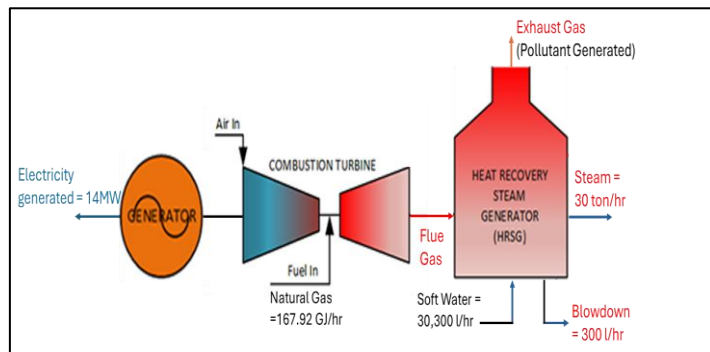 Exhaust Gas
(Pollutant Generated)
Air In
COMBUSTION TURBINE
Electricity
generated = 14MW
GENERATOR
HEAT RECOVERY
STEAM
GENERATOR
(HRSG)
Steam =
30 ton/hr
Flue
Gas
Fuel In
Natural Gas
=167.92 GJ/hr
Soft Water =
30,300 l/hr
Blowdown
= 300 l/hr